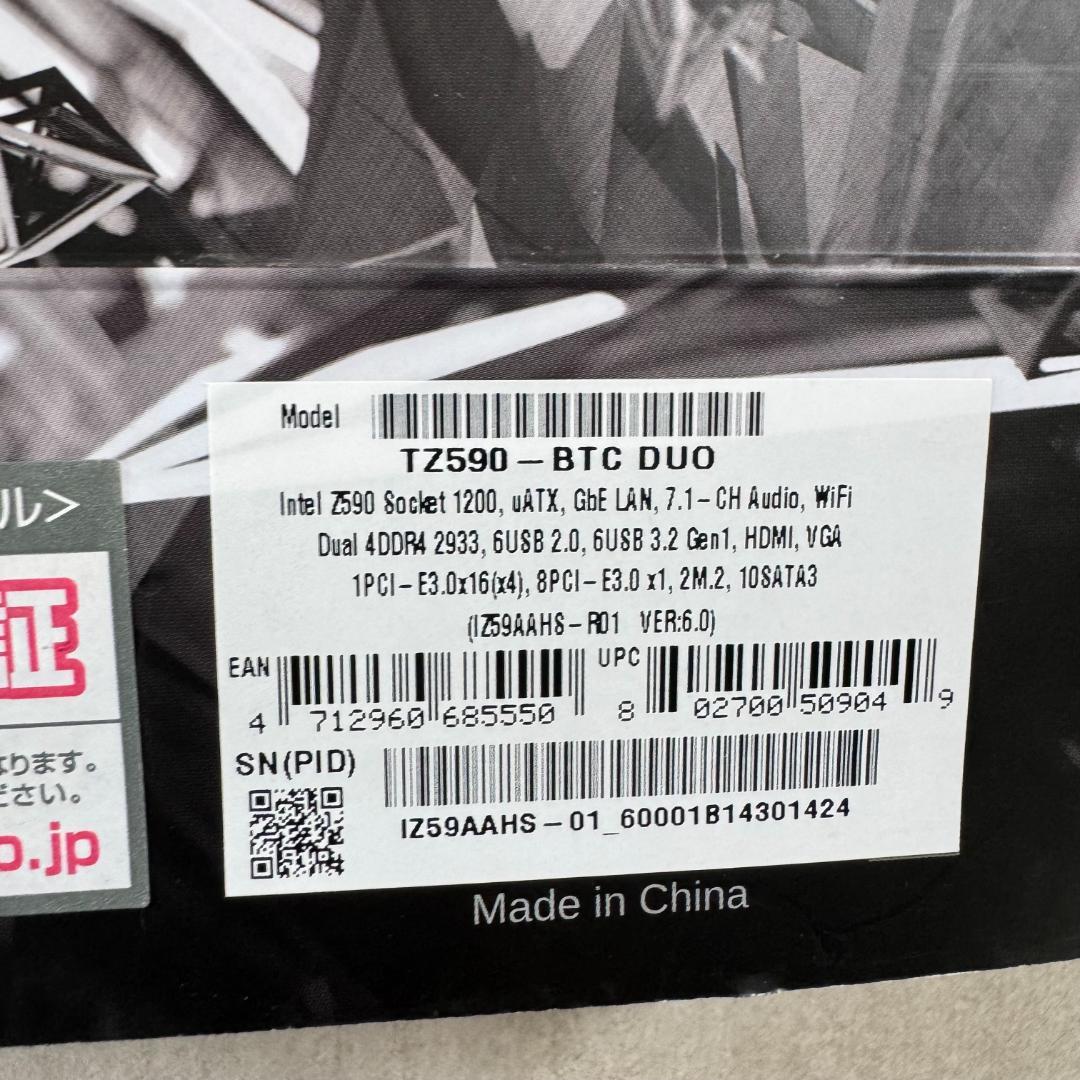 Model
TZ590-BTC DUO
Intel Z590 Socket 1200, uATX, GbE LAN, 7.1-CH Audio, WiFi
Dual 4DDR4 2933, 6USB 2.0, 6USB 3.2 Gen1, HDMI, VGA
1PCI-E3.0x16(x4), 8PCI-E3.0 x1, 2M.2, 10SATA3
(IZ59AAHS-R01 VER:6.0)
EAN
4 712960 685550
UPC
8 02700 50904 9
SN(PID)
IZ59AAHS-01_60001B14301424
Made in China
ル>
証
なります。
ださい。
o.jp